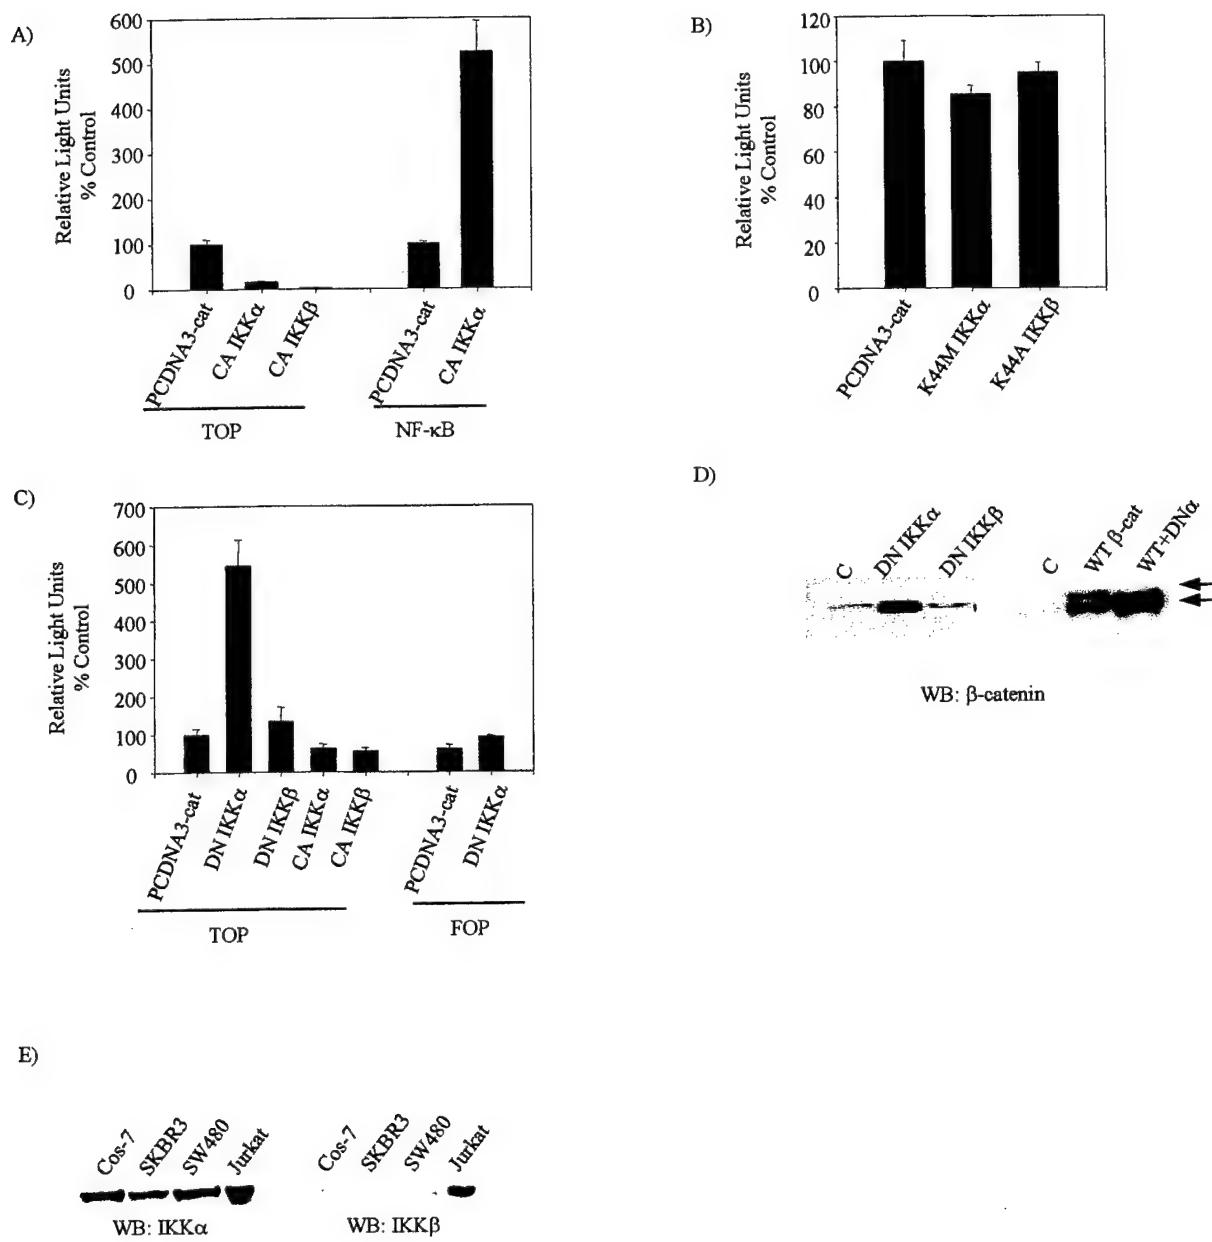 A)
Relative Light Units
% Control
600
500
400
300
200
100
0
PCDNA3-cat
CA IKKα
CA IKKβ
PCDNA3-cat
CA IKKα
TOP
NF-κB
B)
Relative Light Units
% Control
120
100
80
60
40
20
0
PCDNA3-cat
K44M IKKα
K44A IKKβ
C)
Relative Light Units
% Control
700
600
500
400
300
200
100
0
PCDNA3-cat
DN IKKα
DN IKKβ
CA IKKα
CA IKKβ
PCDNA3-cat
DN IKKα
TOP
FOP
D)
C
DN IKKα
DN IKKβ
C
WT β-cat
WT+DNα
WB: β-catenin
E)
Cos-7
SKBR3
SW480
Jurkat
Cos-7
SKBR3
SW480
Jurkat
WB: IKKα
WB: IKKβ